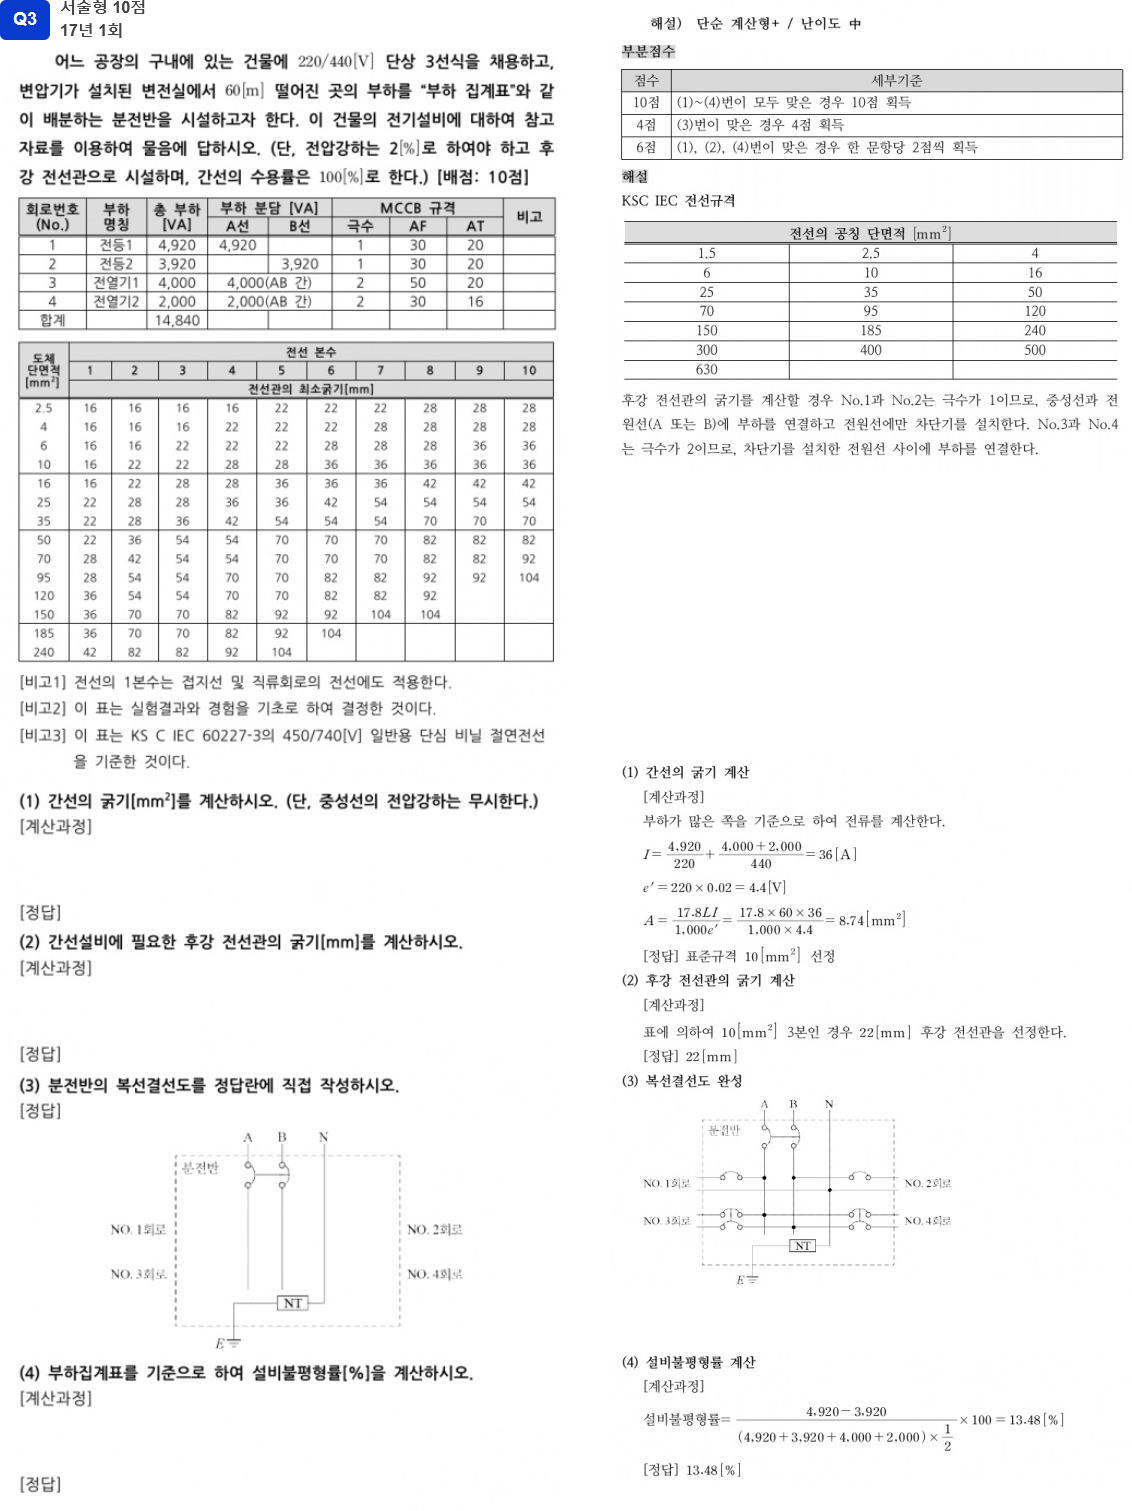 Q3
서술형 10점
17년 1회
어느 공장의 구내에 있는 건물에 220/440[V] 단상 3선식을 채용하고,
변압기가 설치된 변전실에서 60[m] 떨어진 곳의 부하를 “부하 집계표”와 같
이 배분하는 분전반을 시설하고자 한다. 이 건물의 전기설비에 대하여 참고
자료를 이용하여 물음에 답하시오. (단, 전압강하는 2[%]로 하여야 하고 후
강 전선관으로 시설하며, 간선의 수용률은 100[%]로 한다.) [배점: 10점]
회로번호 (No.) 부하 명칭 총 부하 [VA] 부하 분담 [VA] MCCB 규격 비고
A선 B선 극수 AF AT
1 전등1 4,920 4,920 1 30 20
2 전등2 3,920 3,920 1 30 20
3 전열기1 4,000 4,000(AB 간) 2 50 20
4 전열기2 2,000 2,000(AB 간) 2 30 16
합계 14,840
도체 단면적 [mm²] 전선 본수
1 2 3 4 5 6 7 8 9 10
전선관의 최소굵기[mm]
2.5 16 16 16 16 22 22 22 28 28 28
4 16 16 16 22 22 22 28 28 28 28
6 16 16 22 22 22 28 28 28 36 36
10 16 22 22 28 28 36 36 36 36 36
16 16 22 28 28 36 36 36 42 42 42
25 22 28 28 36 36 42 54 54 54 54
35 22 28 36 42 54 54 54 70 70 70
50 22 36 54 54 70 70 70 82 82 82
70 28 42 54 54 70 70 70 82 82 92
95 28 54 54 70 70 82 82 92 92 104
120 36 54 54 70 70 82 82 92
150 36 70 70 82 92 92 104 104
185 36 70 70 82 92 104
240 42 82 82 92 104
[비고1] 전선의 1본수는 접지선 및 직류회로의 전선에도 적용한다.
[비고2] 이 표는 실험결과와 경험을 기초로 하여 결정한 것이다.
[비고3] 이 표는 KS C IEC 60227-3의 450/740[V] 일반용 단심 비닐 절연전선
을 기준한 것이다.
(1) 간선의 굵기[mm²]를 계산하시오. (단, 중성선의 전압강하는 무시한다.)
[계산과정]
[정답]
(2) 간선설비에 필요한 후강 전선관의 굵기[mm]를 계산하시오.
[계산과정]
[정답]
(3) 분전반의 복선결선도를 정답란에 직접 작성하시오.
[정답]
A B N
분전반
NO. 1회로 NO. 2회로
NO. 3회로 NO. 4회로
NT
E
(4) 부하집계표를 기준으로 하여 설비불평형률[%]을 계산하시오.
[계산과정]
[정답]
해설) 단순 계산형+ / 난이도 中
부분점수
점수 세부기준
10점 (1)~(4)번이 모두 맞은 경우 10점 획득
4점 (3)번이 맞은 경우 4점 획득
6점 (1), (2), (4)번이 맞은 경우 한 문항당 2점씩 획득
해설
KSC IEC 전선규격
전선의 공칭 단면적 [mm²]
1.5 2.5 4
6 10 16
25 35 50
70 95 120
150 185 240
300 400 500
630
후강 전선관의 굵기를 계산할 경우 No.1과 No.2는 극수가 1이므로, 중성선과 전
원선(A 또는 B)에 부하를 연결하고 전원선에만 차단기를 설치한다. No.3과 No.4
는 극수가 2이므로, 차단기를 설치한 전원선 사이에 부하를 연결한다.
(1) 간선의 굵기 계산
[계산과정]
부하가 많은 쪽을 기준으로 하여 전류를 계산한다.
I = 4,920/220 + (4,000+2,000)/440 = 36[A]
e′ = 220×0.02 = 4.4[V]
A = 17.8LI/1,000e′ = (17.8×60×36)/(1,000×4.4) = 8.74[mm²]
[정답] 표준규격 10[mm²] 선정
(2) 후강 전선관의 굵기 계산
[계산과정]
표에 의하여 10[mm²] 3본인 경우 22[mm] 후강 전선관을 선정한다.
[정답] 22[mm]
(3) 복선결선도 완성
A B N
분전반
NO. 1회로 NO. 2회로
NO. 3회로 NO. 4회로
NT
E
(4) 설비불평형률 계산
[계산과정]
설비불평형률= (4,920−3,920)/((4,920+3,920+4,000+2,000)×1/2) ×100 = 13.48[%]
[정답] 13.48[%]